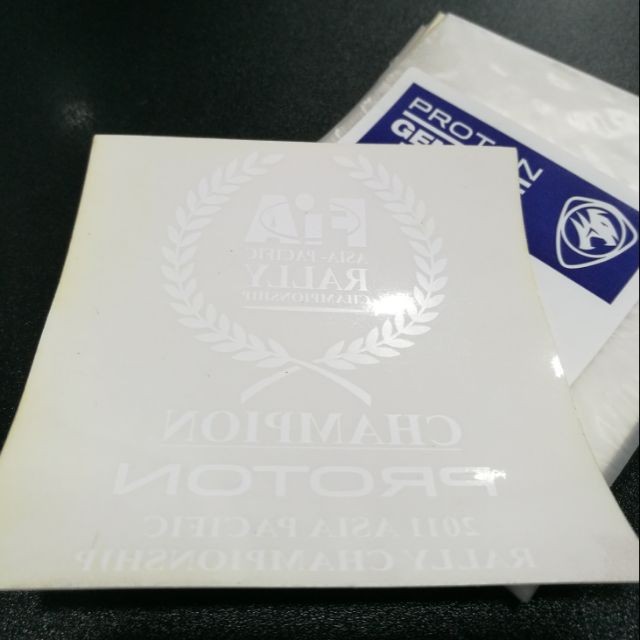 FiA
ASIA-PACIFIC
RALLY
CHAMPIONSHIP
CHAMPION
PROTON
2011 ASIA PACIFIC
RALLY CHAMPIONSHIP
PROTON